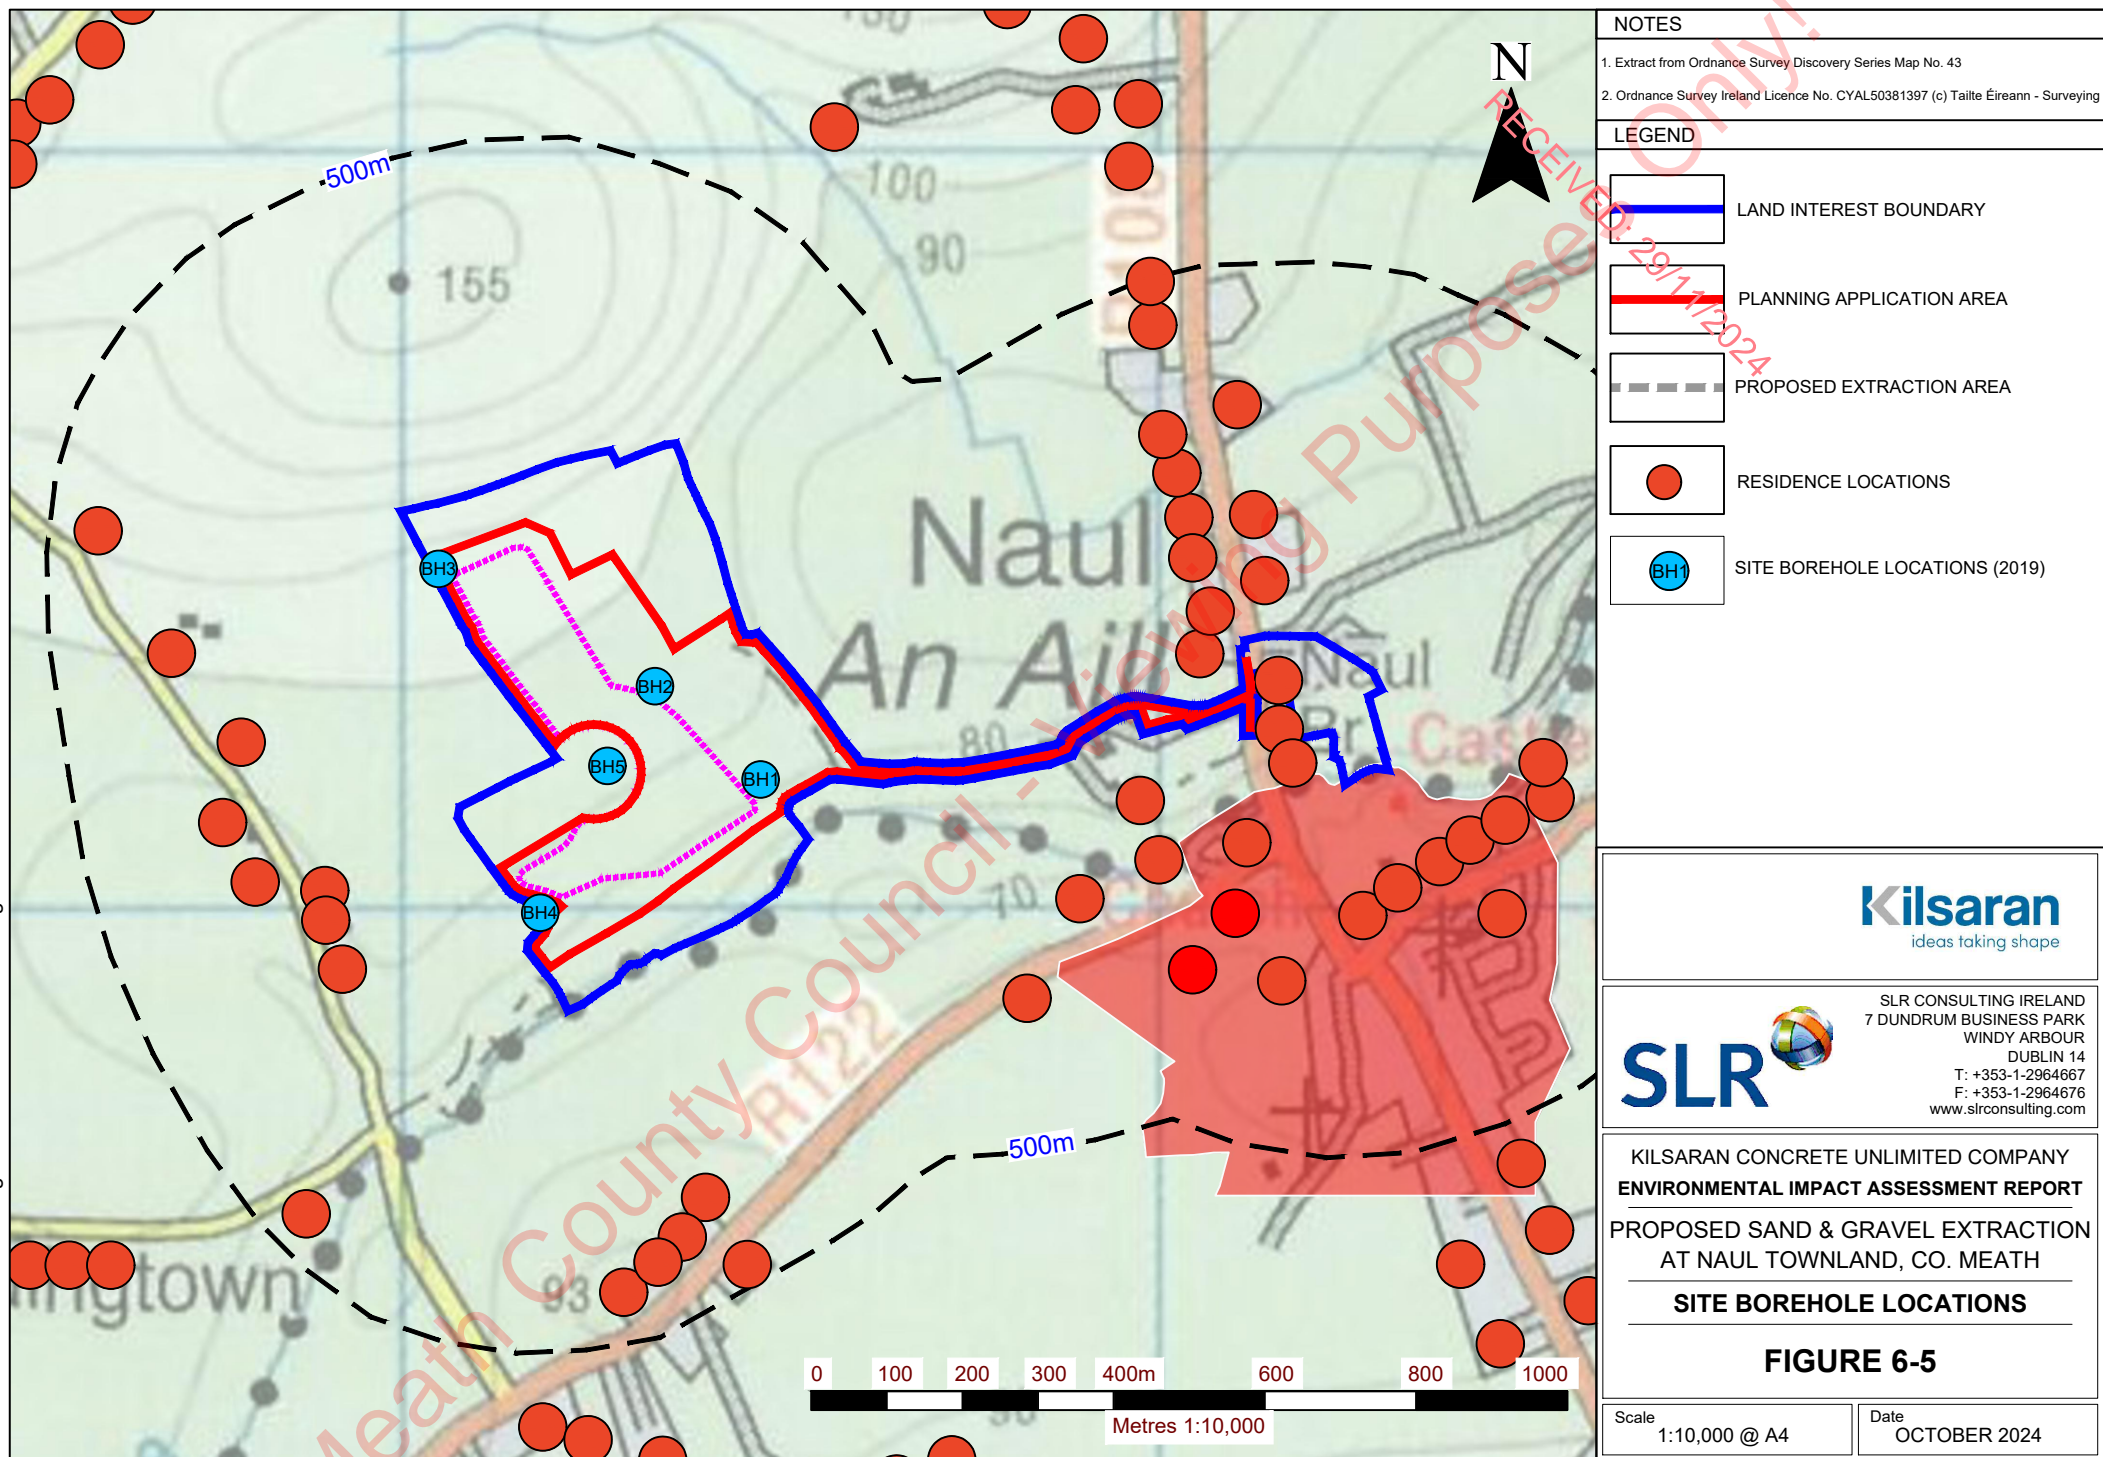 130
500m
155
100
90
Naul
An Aill
80
Naul
Br
70
R122
500m
93
BH3
BH2
BH5
BH1
BH4
0 100 200 300 400m 600 800 1000
Metres 1:10,000
N
Meath County Council - Viewing Purposes Only!
RECEIVED: 29/11/2024
NOTES
1. Extract from Ordnance Survey Discovery Series Map No. 43
2. Ordnance Survey Ireland Licence No. CYAL50381397 (c) Tailte Éireann - Surveying
LEGEND
LAND INTEREST BOUNDARY
PLANNING APPLICATION AREA
PROPOSED EXTRACTION AREA
RESIDENCE LOCATIONS
BH1
SITE BOREHOLE LOCATIONS (2019)
Kilsaran
ideas taking shape
SLR
SLR CONSULTING IRELAND
7 DUNDRUM BUSINESS PARK
WINDY ARBOUR
DUBLIN 14
T: +353-1-2964667
F: +353-1-2964676
www.slrconsulting.com
KILSARAN CONCRETE UNLIMITED COMPANY
ENVIRONMENTAL IMPACT ASSESSMENT REPORT
PROPOSED SAND & GRAVEL EXTRACTION
AT NAUL TOWNLAND, CO. MEATH
SITE BOREHOLE LOCATIONS
FIGURE 6-5
Scale
1:10,000 @ A4
Date
OCTOBER 2024